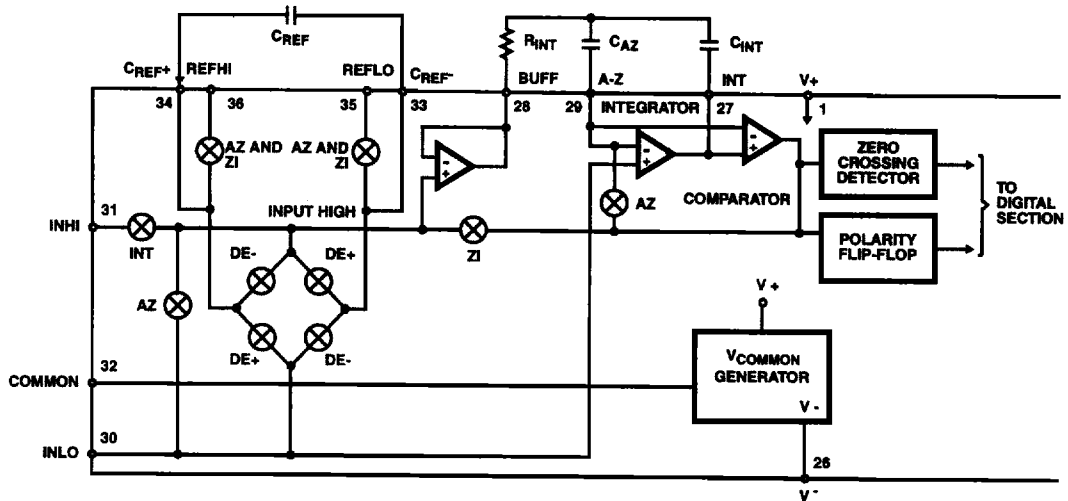 CREF
RINT
CAZ
CINT
CREF+ REFHI
REFLO CREF-
BUFF
A-Z
INT
V+
34
36
35
33
28
29
INTEGRATOR
27
1
AZ AND
ZI
AZ AND
ZI
-
+
-
+
-
+
ZERO
CROSSING
DETECTOR
TO
DIGITAL
SECTION
AZ
COMPARATOR
31
INHI
INT
INPUT HIGH
ZI
POLARITY
FLIP-FLOP
DE-
DE+
AZ
DE+
DE-
V+
32
COMMON
VCOMMON
GENERATOR
V-
30
INLO
26
V-